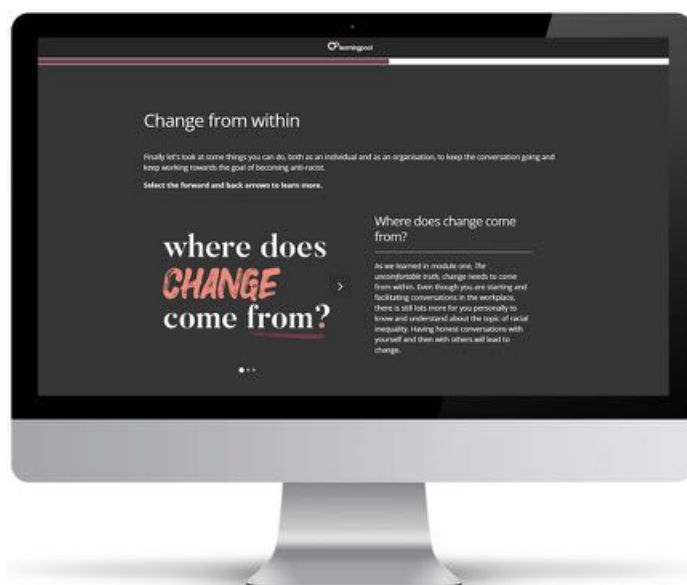 learningpool
Change from within
Finally let's look at some things you can do, both as an individual and as an organisation, to keep the conversation going and
keep working towards the goal of becoming anti-racist.
Select the forward and back arrows to learn more.
where does
CHANGE
come from?
Where does change come
from?
As we learned in module one, The
uncomfortable truth, change needs to come
from within. Even though you are starting and
facilitating conversations in the workplace,
there is still lots more for you personally to
know and understand about the topic of racial
inequality. Having honest conversations with
yourself and then with others will lead to
change.